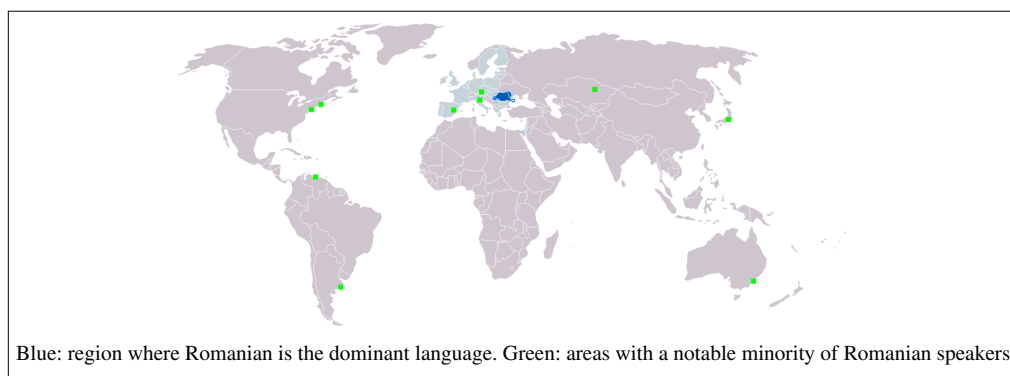 Blue: region where Romanian is the dominant language. Green: areas with a notable minority of Romanian speakers